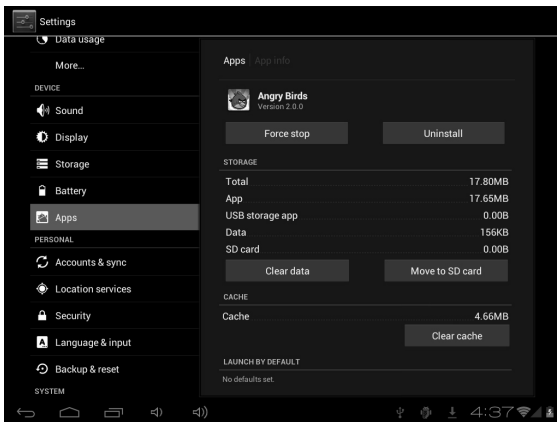 Settings
Data usage
More...
DEVICE
Sound
Display
Storage
Battery
Apps
PERSONAL
Accounts & sync
Location services
Security
A Language & input
Backup & reset
SYSTEM
Apps App info
Angry Birds
Version 2.0.0
Force stop Uninstall
STORAGE
Total 17.80MB
App 17.65MB
USB storage app 0.00B
Data 156KB
SD card 0.00B
Clear data Move to SD card
CACHE
Cache 4.66MB
Clear cache
LAUNCH BY DEFAULT
No defaults set.
4:37